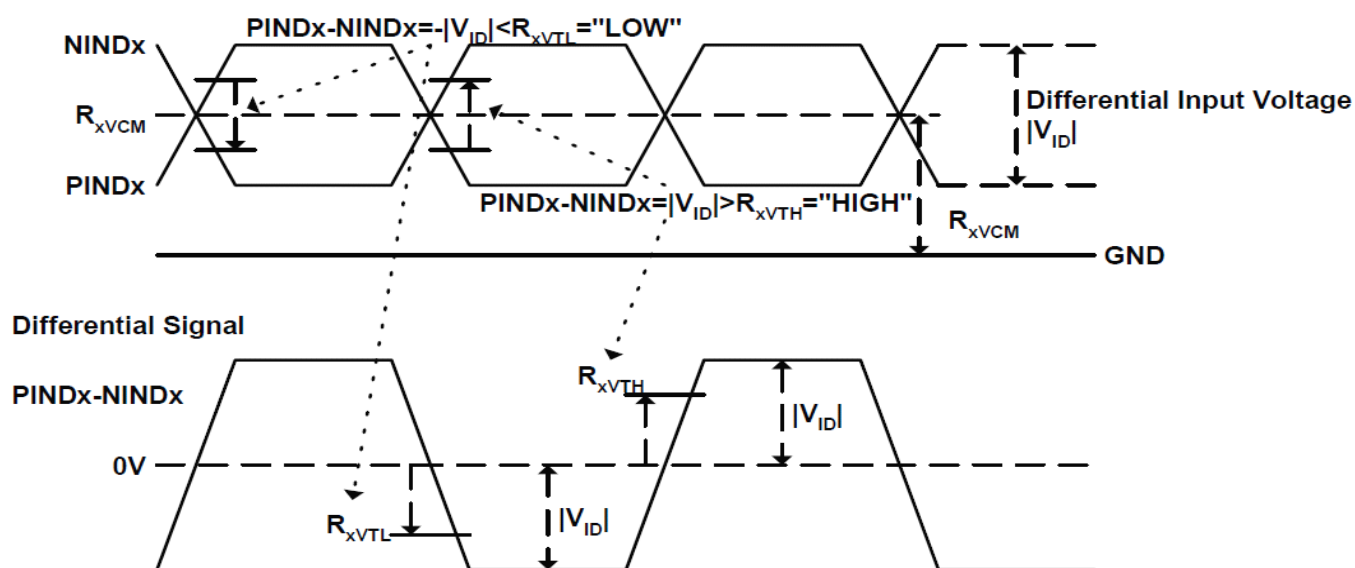 PINDx-NINDx=-|VID|<RxVTL="LOW"
NINDx
RxVCM
Differential Input Voltage
|VID|
PINDx
PINDx-NINDx=|VID|>RxVTH="HIGH"
RxVCM
GND
Differential Signal
PINDx-NINDx
RxVTH
|VID|
0V
RxVTL
|VID|